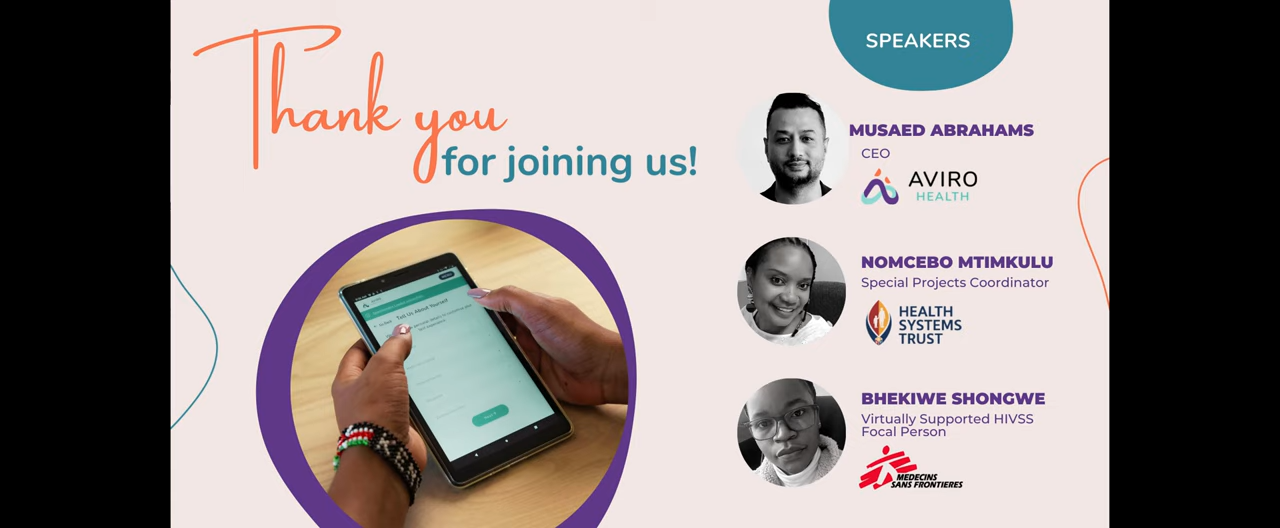 Thank you
for joining us!
SPEAKERS
MUSAED ABRAHAMS
CEO
AVIRO
HEALTH
NOMCEBO MTIMKULU
Special Projects Coordinator
HEALTH
SYSTEMS
TRUST
BHEKIWE SHONGWE
Virtually Supported HIVSS
Focal Person
MEDECINS
SANS FRONTIERES
Tell Us About Yourself